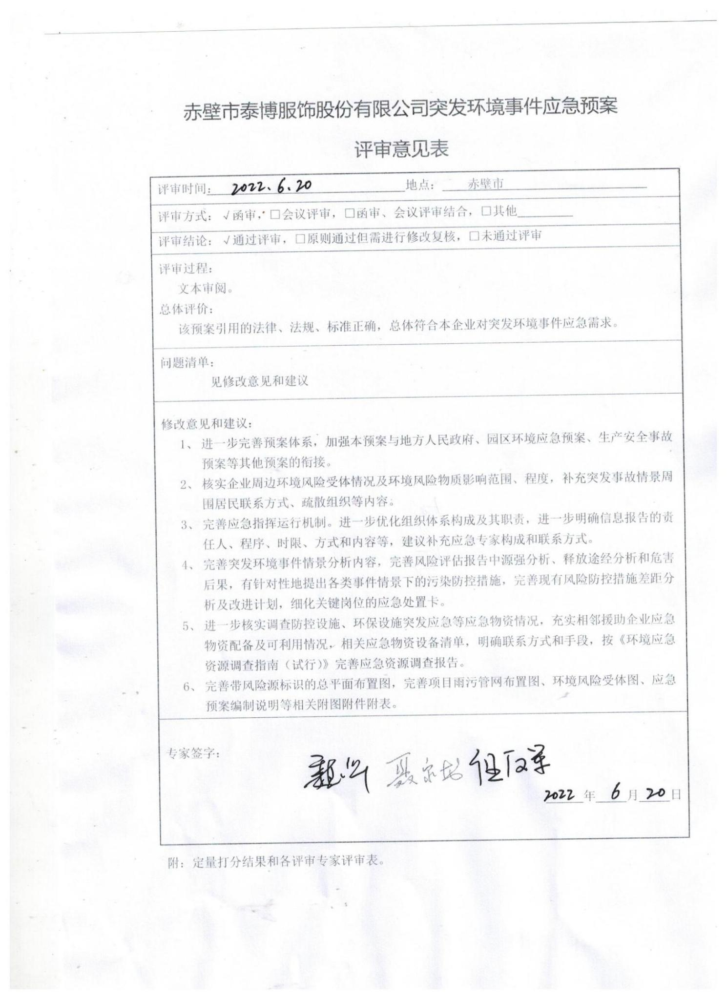 赤壁市泰博服饰股份有限公司突发环境事件应急预案
评审意见表
评审时间：2022.6.20 地点：赤壁市
评审方式：√函审，□会议评审，□函审、会议评审结合，□其他
评审结论：√通过评审，□原则通过但需进行修改复核，□未通过评审
评审过程：
文本审阅。
总体评价：
该预案引用的法律、法规、标准正确，总体符合本企业对突发环境事件应急需求。
问题清单：
见修改意见和建议
修改意见和建议：
1、进一步完善预案体系，加强本预案与地方人民政府、园区环境应急预案、生产安全事故
预案等其他预案的衔接。
2、核实企业周边环境风险受体情况及环境风险物质影响范围、程度，补充突发事故情景周
围居民联系方式、疏散组织等内容。
3、完善应急指挥运行机制。进一步优化组织体系构成及其职责，进一步明确信息报告的责
任人、程序、时限、方式和内容等，建议补充应急专家构成和联系方式。
4、完善突发环境事件情景分析内容，完善风险评估报告中源强分析、释放途经分析和危害
后果，有针对性地提出各类事件情景下的污染防控措施，完善现有风险防控措施差距分
析及改进计划，细化关键岗位的应急处置卡。
5、进一步核实调查防控设施、环保设施突发应急等应急物资情况，充实相邻援助企业应急
物资配备及可利用情况，相关应急物资设备清单，明确联系方式和手段，按《环境应急
资源调查指南（试行）》完善应急资源调查报告。
6、完善带风险源标识的总平面布置图，完善项目雨污管网布置图、环境风险受体图、应急
预案编制说明等相关附图附件附表。
专家签字：
2022年6月20日
附：定量打分结果和各评审专家评审表。